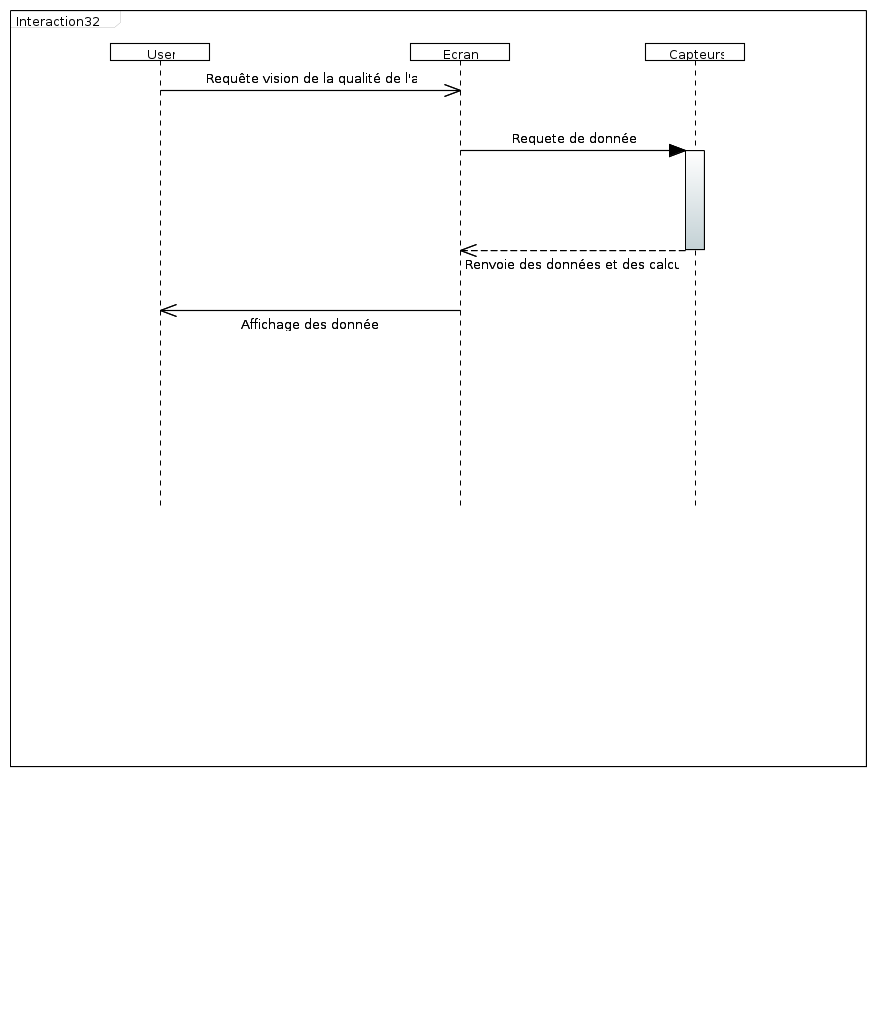 Interaction32
User
Ecran
Capteurs
Requête vision de la qualité de l'a
Requete de donnée
Renvoie des données et des calcu
Affichage des donnée